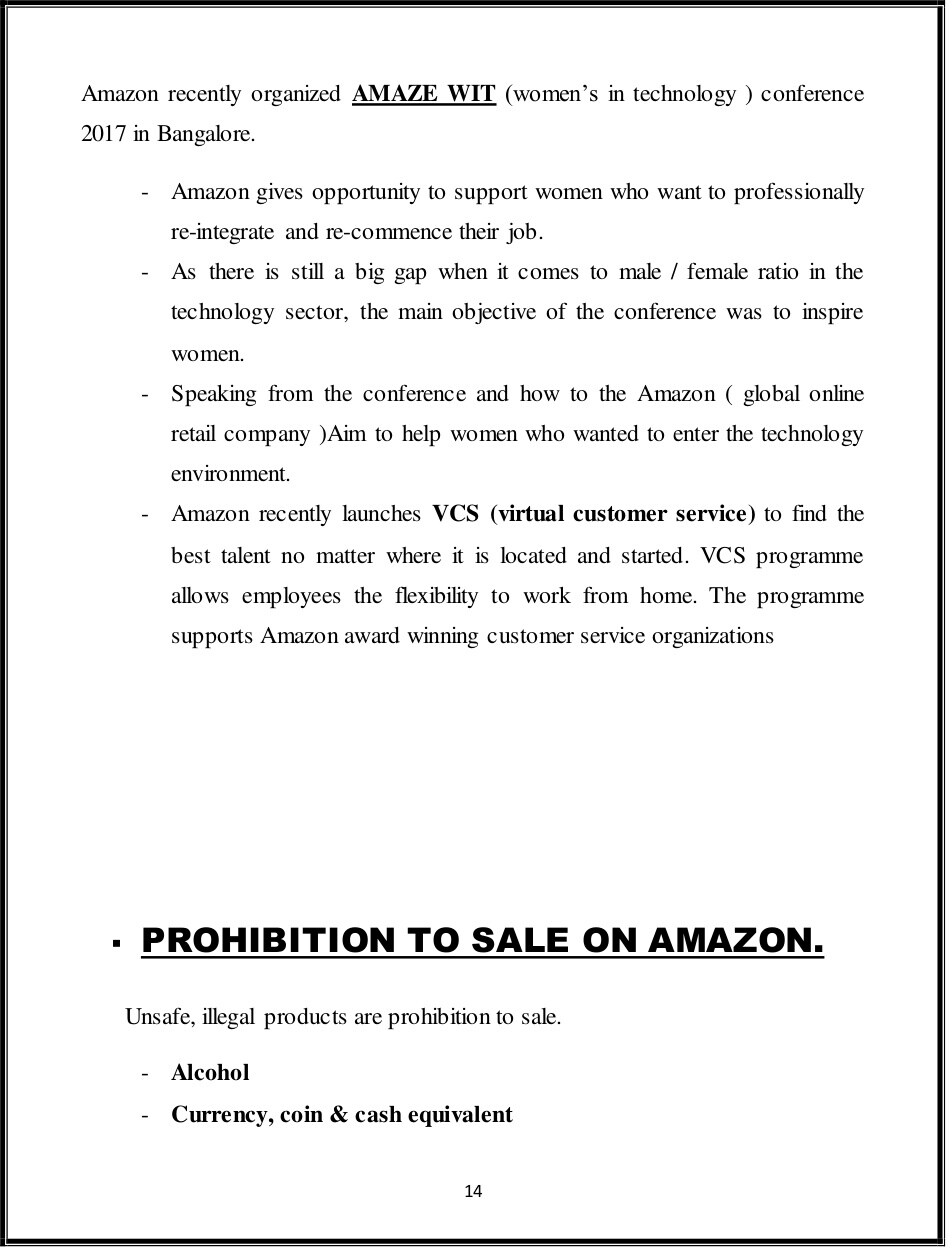 Amazon recently organized AMAZE WIT (women's in technology ) conference
2017 in Bangalore.
- Amazon gives opportunity to support women who want to professionally
re-integrate and re-commence their job.
- As there is still a big gap when it comes to male / female ratio in the
technology sector, the main objective of the conference was to inspire
women.
- Speaking from the conference and how to the Amazon ( global online
retail company )Aim to help women who wanted to enter the technology
environment.
- Amazon recently launches VCS (virtual customer service) to find the
best talent no matter where it is located and started. VCS programme
allows employees the flexibility to work from home. The programme
supports Amazon award winning customer service organizations
▪ PROHIBITION TO SALE ON AMAZON.
Unsafe, illegal products are prohibition to sale.
- Alcohol
- Currency, coin & cash equivalent
14